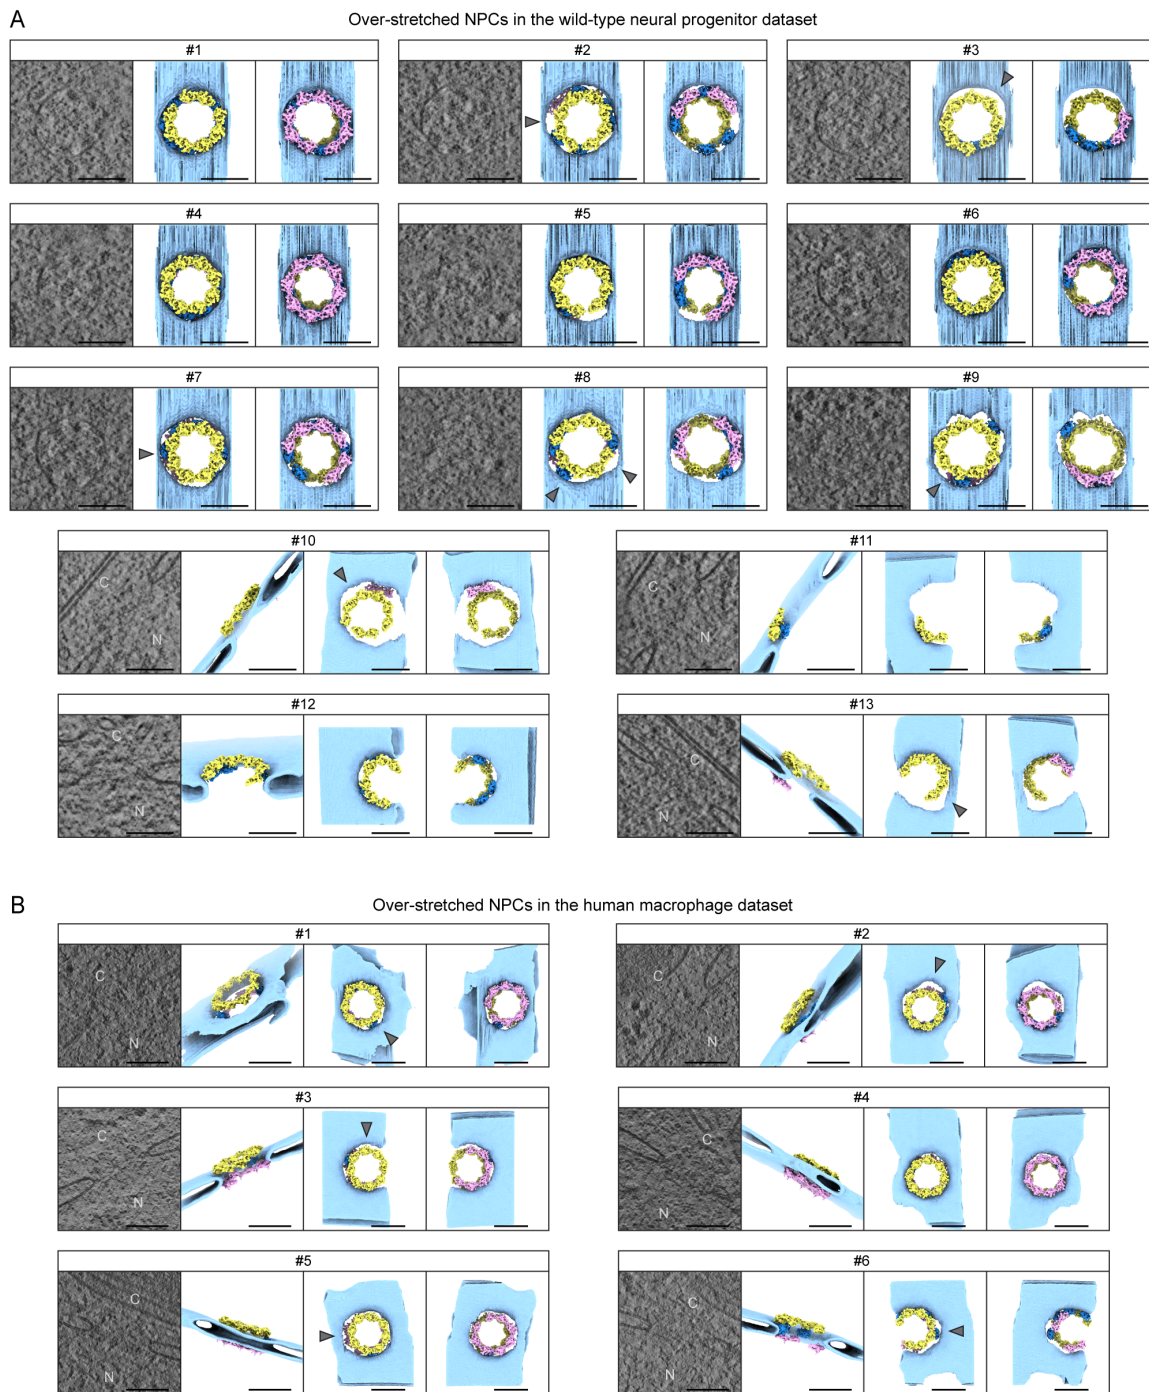 A
Over-stretched NPCs in the wild-type neural progenitor dataset
#1
#2
#3
#4
#5
#6
#7
#8
#9
#10
C
N
#11
C
N
#12
C
N
#13
C
N
B
Over-stretched NPCs in the human macrophage dataset
#1
C
N
#2
C
N
#3
C
N
#4
C
N
#5
C
N
#6
C
N